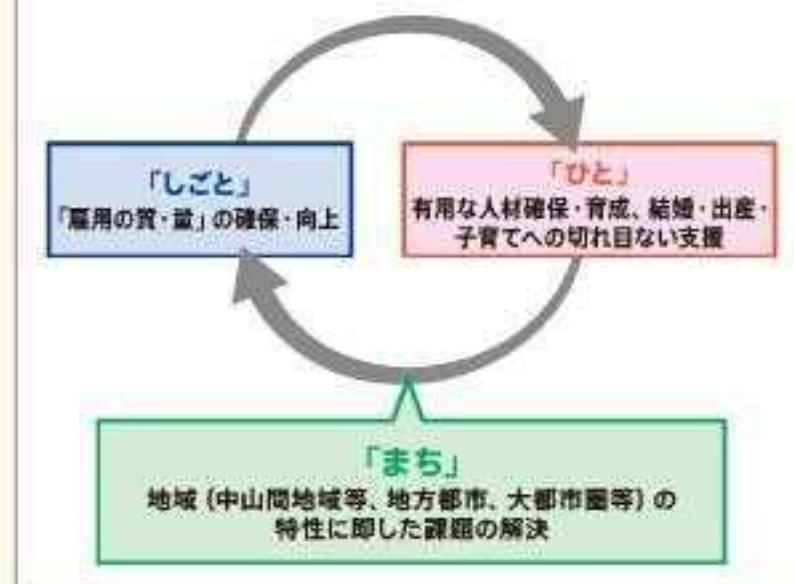 「しごと」
「雇用の質・量」の確保・向上
「ひと」
有用な人材確保・育成、結婚・出産・
子育てへの切れ目ない支援
「まち」
地域(中山間地域等、地方都市、大都市圏等)の
特性に即した課題の解決